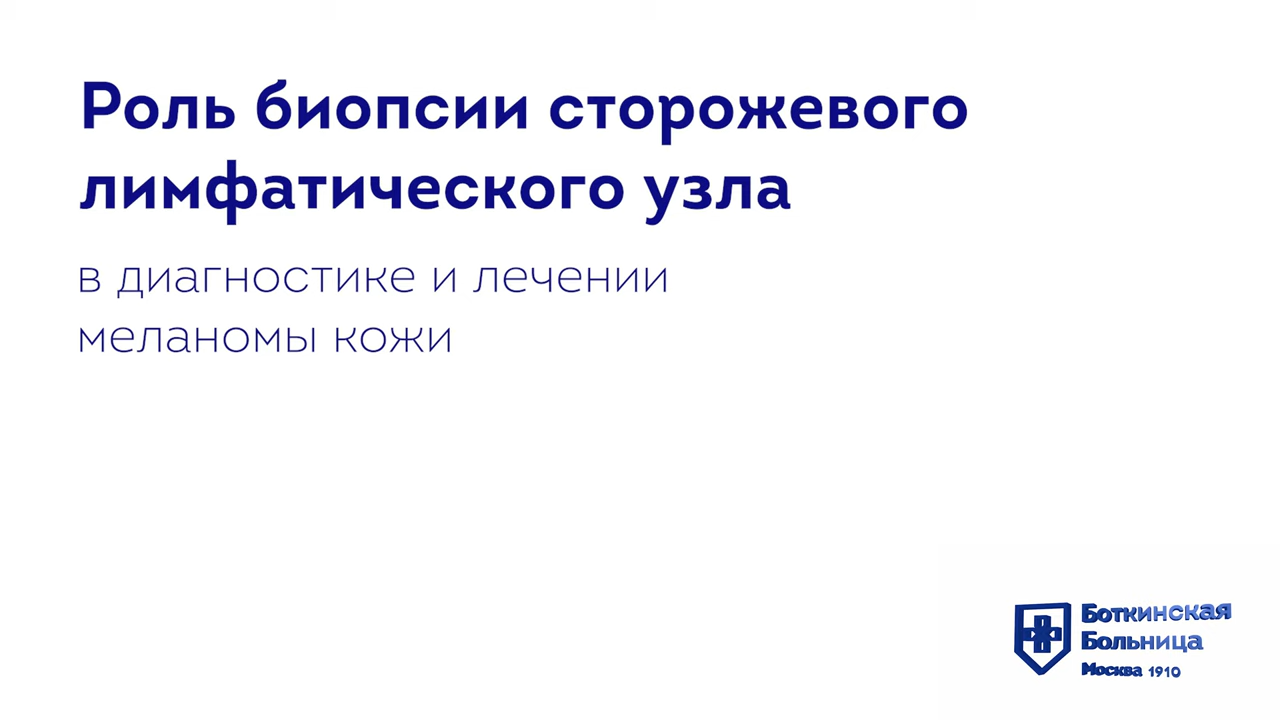 Роль биопсии сторожевого
лимфатического узла
в диагностике и лечении
меланомы кожи
Боткинская
Больница
Москва 1910